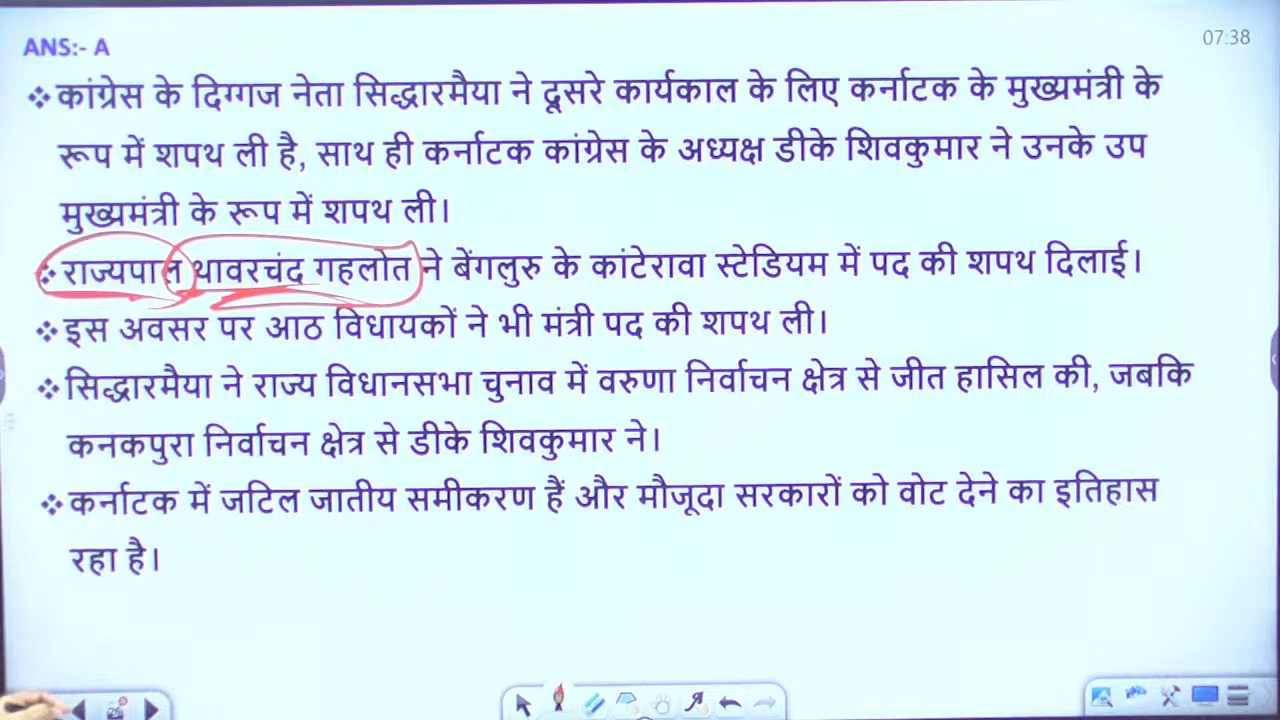 ANS:- A
07:38
❖ कांग्रेस के दिग्गज नेता सिद्धारमैया ने दूसरे कार्यकाल के लिए कर्नाटक के मुख्यमंत्री के
रूप में शपथ ली है, साथ ही कर्नाटक कांग्रेस के अध्यक्ष डीके शिवकुमार ने उनके उप
मुख्यमंत्री के रूप में शपथ ली।
❖ राज्यपाल थावरचंद गहलोत ने बेंगलुरु के कांटेरावा स्टेडियम में पद की शपथ दिलाई।
❖ इस अवसर पर आठ विधायकों ने भी मंत्री पद की शपथ ली।
❖ सिद्धारमैया ने राज्य विधानसभा चुनाव में वरुणा निर्वाचन क्षेत्र से जीत हासिल की, जबकि
कनकपुरा निर्वाचन क्षेत्र से डीके शिवकुमार ने।
❖ कर्नाटक में जटिल जातीय समीकरण हैं और मौजूदा सरकारों को वोट देने का इतिहास
रहा है।